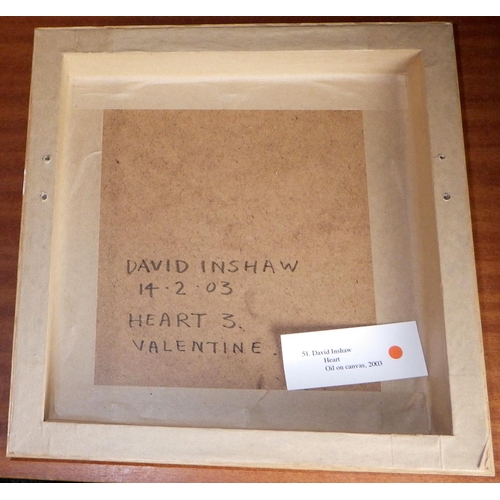 DAVID INSHAW
14·2·03
HEART 3.
VALENTINE.
51. David Inshaw
Heart
Oil on canvas, 2003